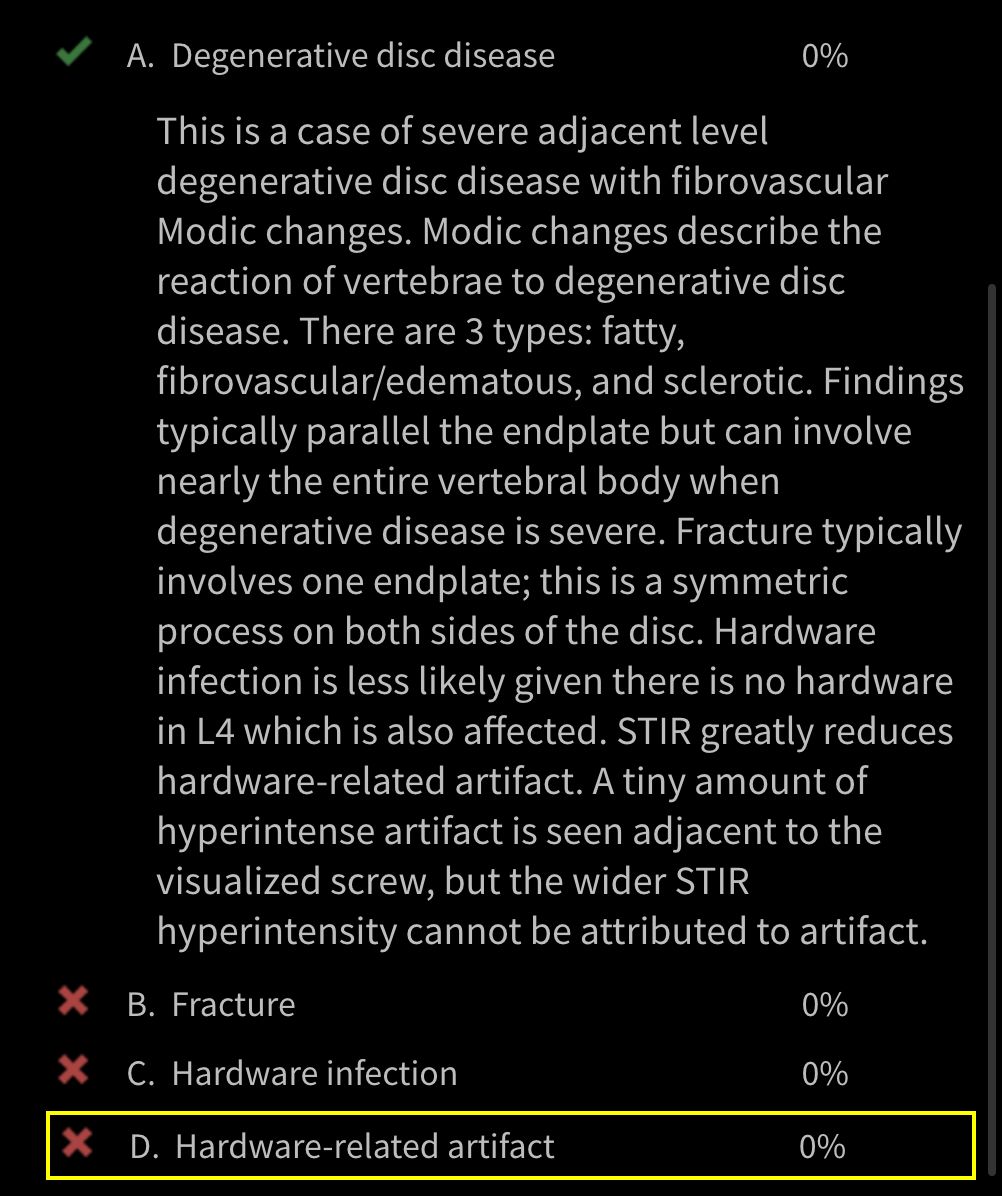 A. Degenerative disc disease 0%
This is a case of severe adjacent level
degenerative disc disease with fibrovascular
Modic changes. Modic changes describe the
reaction of vertebrae to degenerative disc
disease. There are 3 types: fatty,
fibrovascular/edematous, and sclerotic. Findings
typically parallel the endplate but can involve
nearly the entire vertebral body when
degenerative disease is severe. Fracture typically
involves one endplate; this is a symmetric
process on both sides of the disc. Hardware
infection is less likely given there is no hardware
in L4 which is also affected. STIR greatly reduces
hardware-related artifact. A tiny amount of
hyperintense artifact is seen adjacent to the
visualized screw, but the wider STIR
hyperintensity cannot be attributed to artifact.
B. Fracture 0%
C. Hardware infection 0%
D. Hardware-related artifact 0%